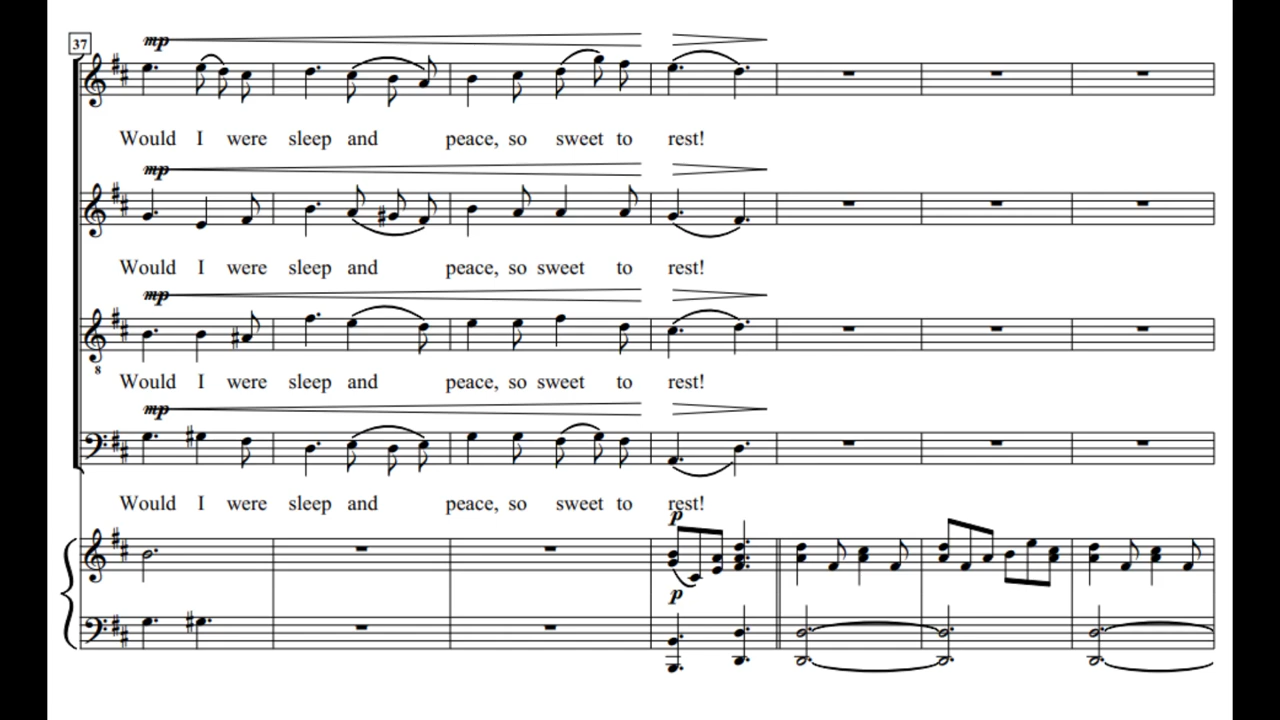 37
mp
Would I were sleep and peace, so sweet to rest!
mp
Would I were sleep and peace, so sweet to rest!
mp
8
Would I were sleep and peace, so sweet to rest!
mp
Would I were sleep and peace, so sweet to rest!
p
p